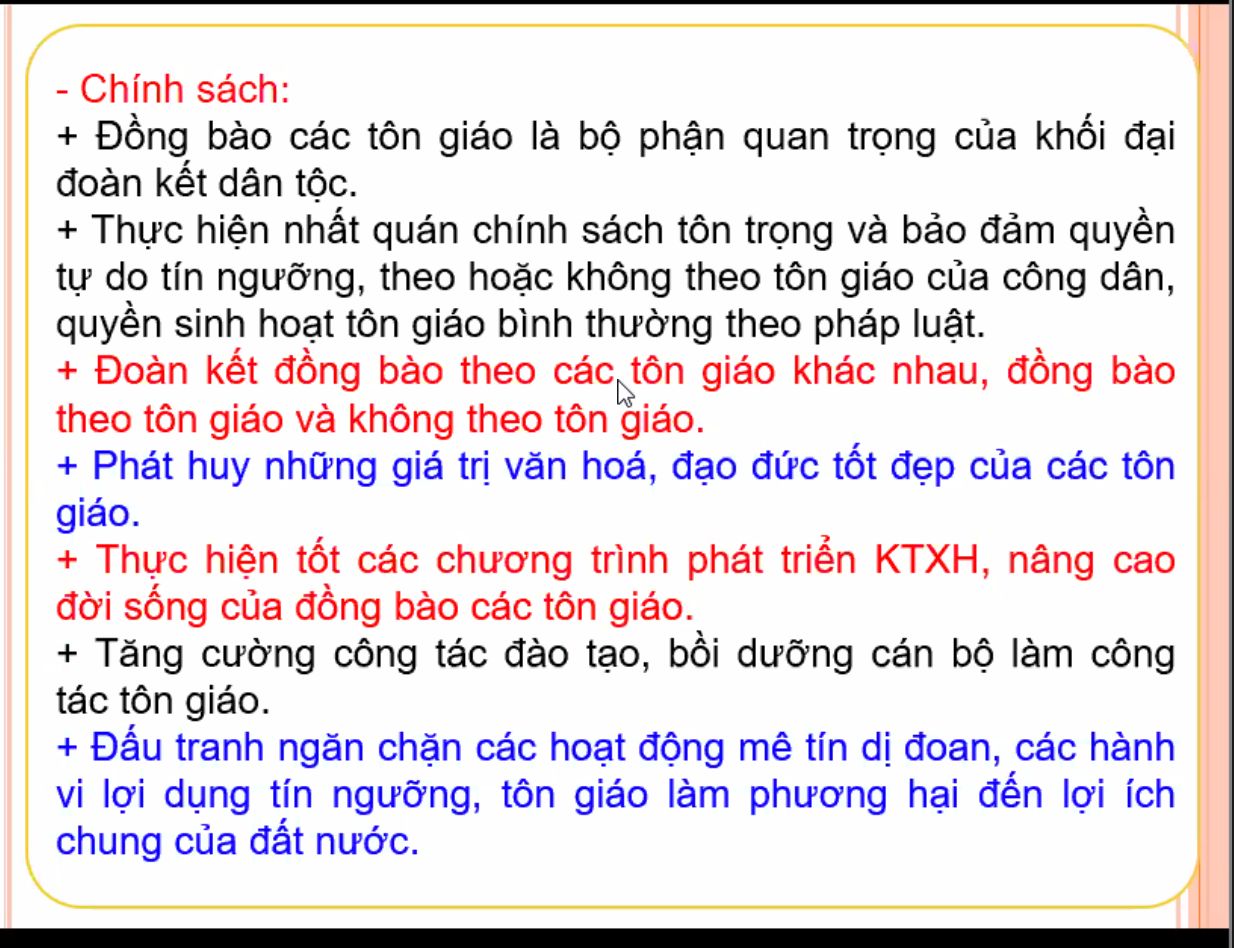 - Chính sách:
+ Đồng bào các tôn giáo là bộ phận quan trọng của khối đại
đoàn kết dân tộc.
+ Thực hiện nhất quán chính sách tôn trọng và bảo đảm quyền
tự do tín ngưỡng, theo hoặc không theo tôn giáo của công dân,
quyền sinh hoạt tôn giáo bình thường theo pháp luật.
+ Đoàn kết đồng bào theo các tôn giáo khác nhau, đồng bào
theo tôn giáo và không theo tôn giáo.
+ Phát huy những giá trị văn hoá, đạo đức tốt đẹp của các tôn
giáo.
+ Thực hiện tốt các chương trình phát triển KTXH, nâng cao
đời sống của đồng bào các tôn giáo.
+ Tăng cường công tác đào tạo, bồi dưỡng cán bộ làm công
tác tôn giáo.
+ Đấu tranh ngăn chặn các hoạt động mê tín dị đoan, các hành
vi lợi dụng tín ngưỡng, tôn giáo làm phương hại đến lợi ích
chung của đất nước.